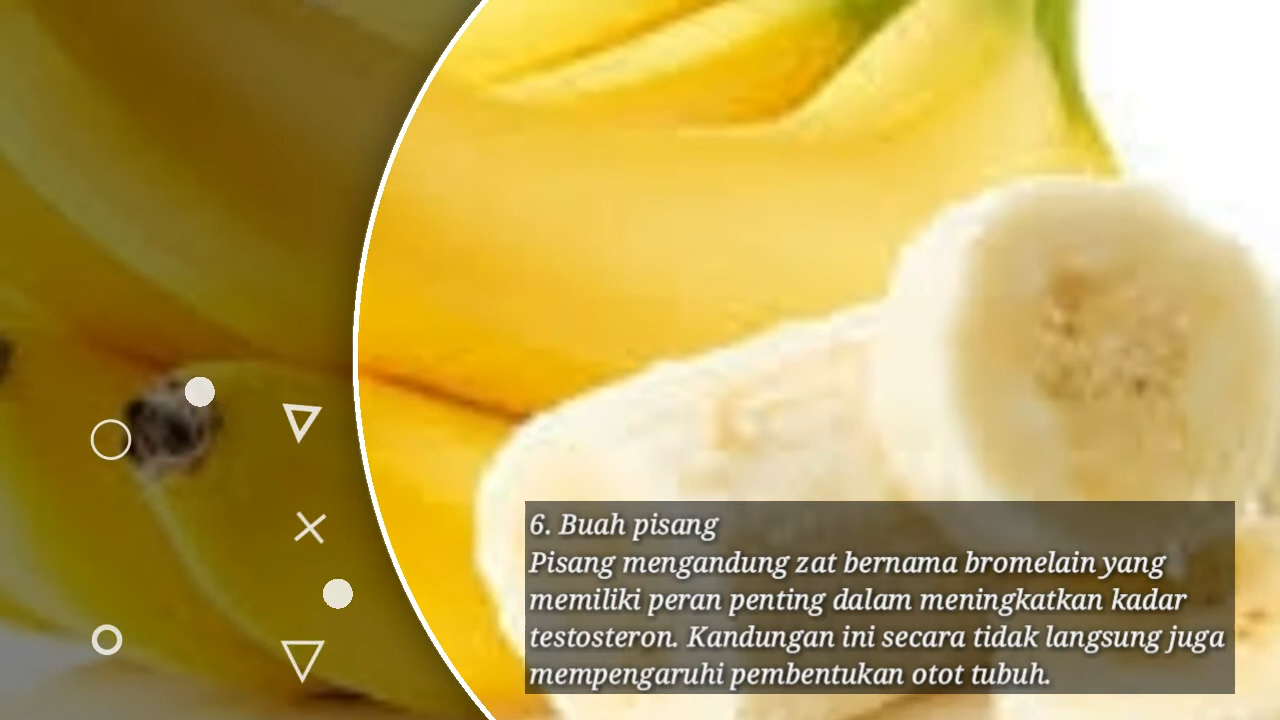 6. Buah pisang
Pisang mengandung zat bernama bromelain yang
memiliki peran penting dalam meningkatkan kadar
testosteron. Kandungan ini secara tidak langsung juga
mempengaruhi pembentukan otot tubuh.